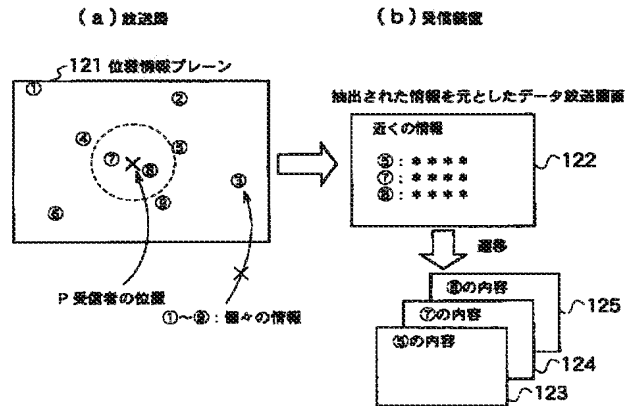 (a) 放送局
121 位置情報プレーン
①
②
④
⑤
⑦
⑧
③
⑥
⑨
P 受信者の位置
①~⑨:個々の情報
(b) 受信装置
抽出された情報を元としたデータ放送画面
近くの情報
⑤:****
⑦:****
⑧:****
122
遷移
⑧の内容
⑦の内容
⑤の内容
125
124
123